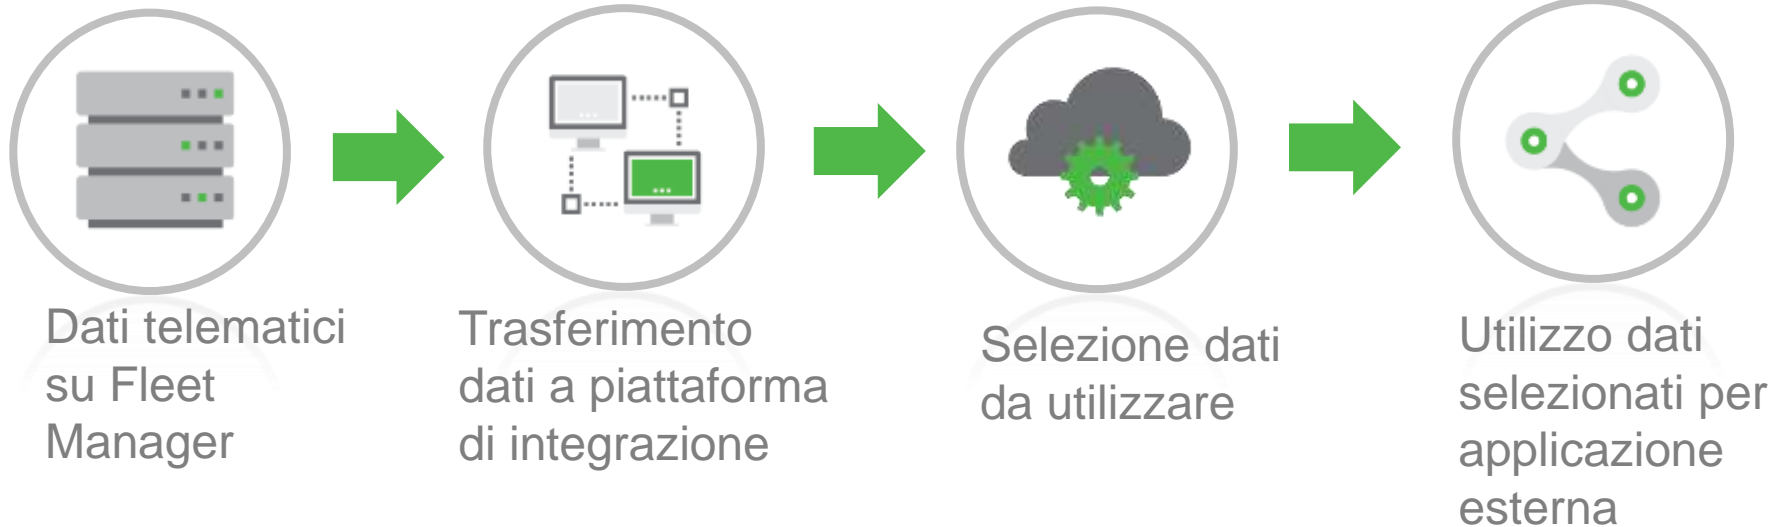 Dati telematici
su Fleet
Manager
Trasferimento
dati a piattaforma
di integrazione
Selezione dati
da utilizzare
Utilizzo dati
selezionati per
applicazione
esterna